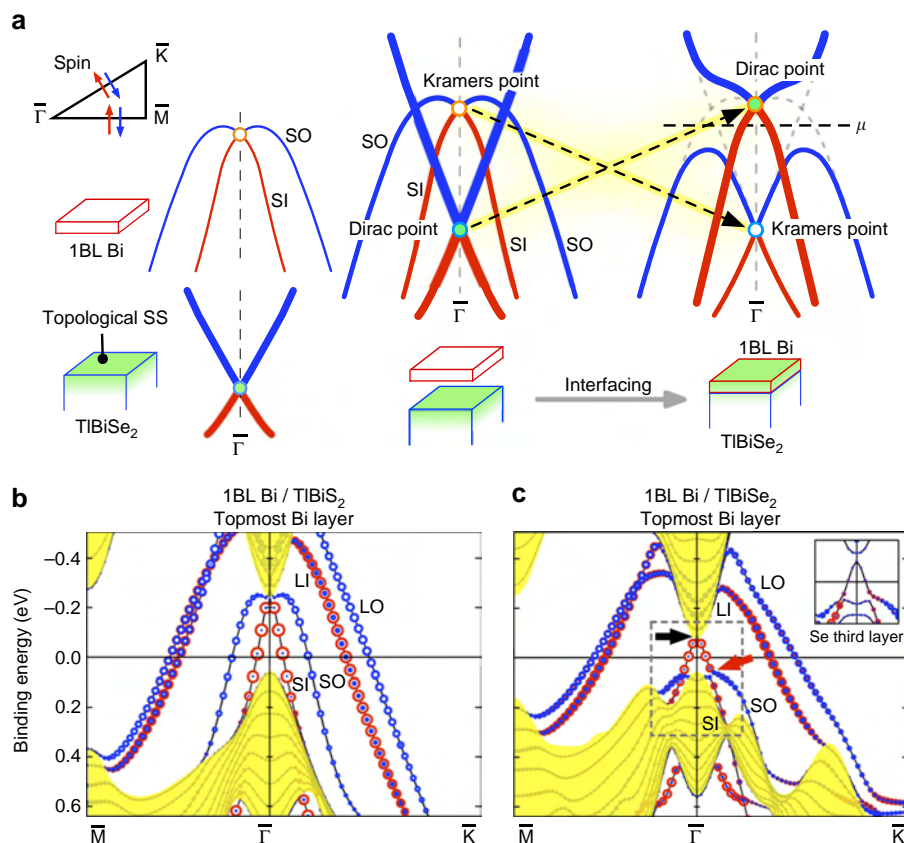 a
Spin
K̅
Γ̅
M̅
SO
SI
1BL Bi
Topological SS
TlBiSe₂
Γ̅
Kramers point
SO
SI
Dirac point
SI
SO
Γ̅
Dirac point
μ
Kramers point
Γ̅
Interfacing
1BL Bi
TlBiSe₂
b
1BL Bi / TlBiS₂
Topmost Bi layer
Binding energy (eV)
–0.4
–0.2
0.0
0.2
0.4
0.6
LI
LO
SI
SO
M̅
Γ̅
K̅
c
1BL Bi / TlBiSe₂
Topmost Bi layer
LO
LI
SO
SI
Se third layer
M̅
Γ̅
K̅